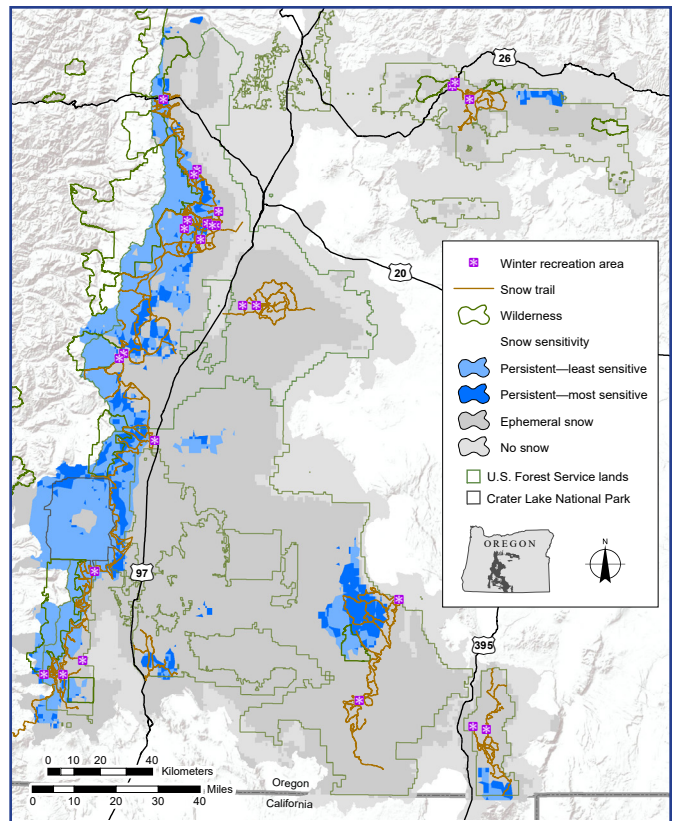 26
20
Winter recreation area
Snow trail
Wilderness
Snow sensitivity
Persistent—least sensitive
Persistent—most sensitive
Ephemeral snow
No snow
U.S. Forest Service lands
Crater Lake National Park
OREGON
N
97
395
0 10 20 40
Kilometers
Miles
0 10 20 40
Oregon
California